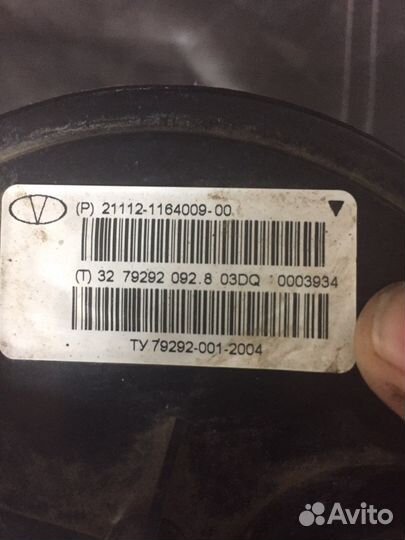 (P) 21112-1164009-00
(T) 32 79292 092.8 03DQ 0003934
ТУ 79292-001-2004
Avito